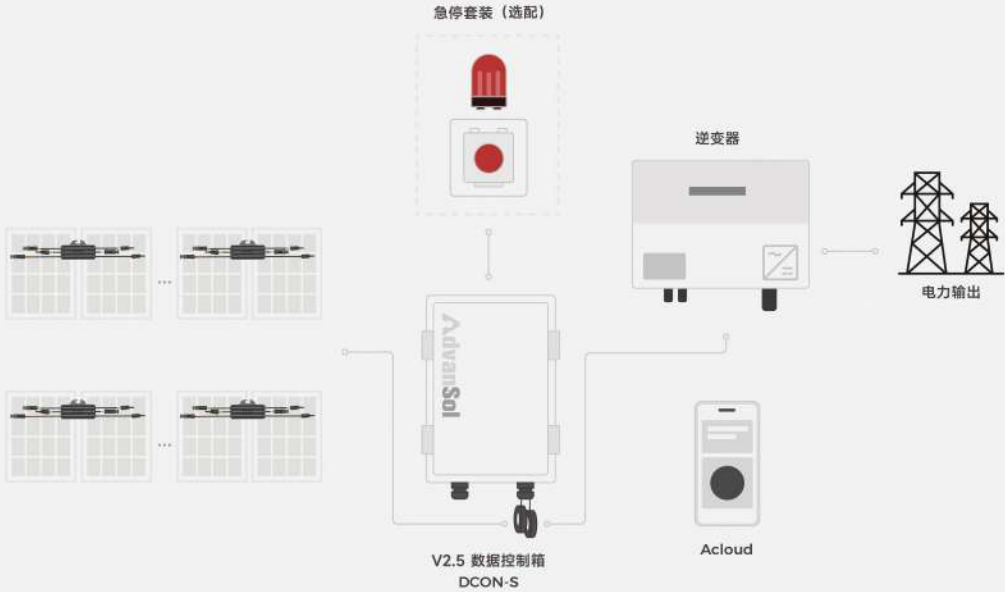 急停套装（选配）
逆变器
电力输出
AdvanSol
...
...
V2.5 数据控制箱
DCON-S
Acloud